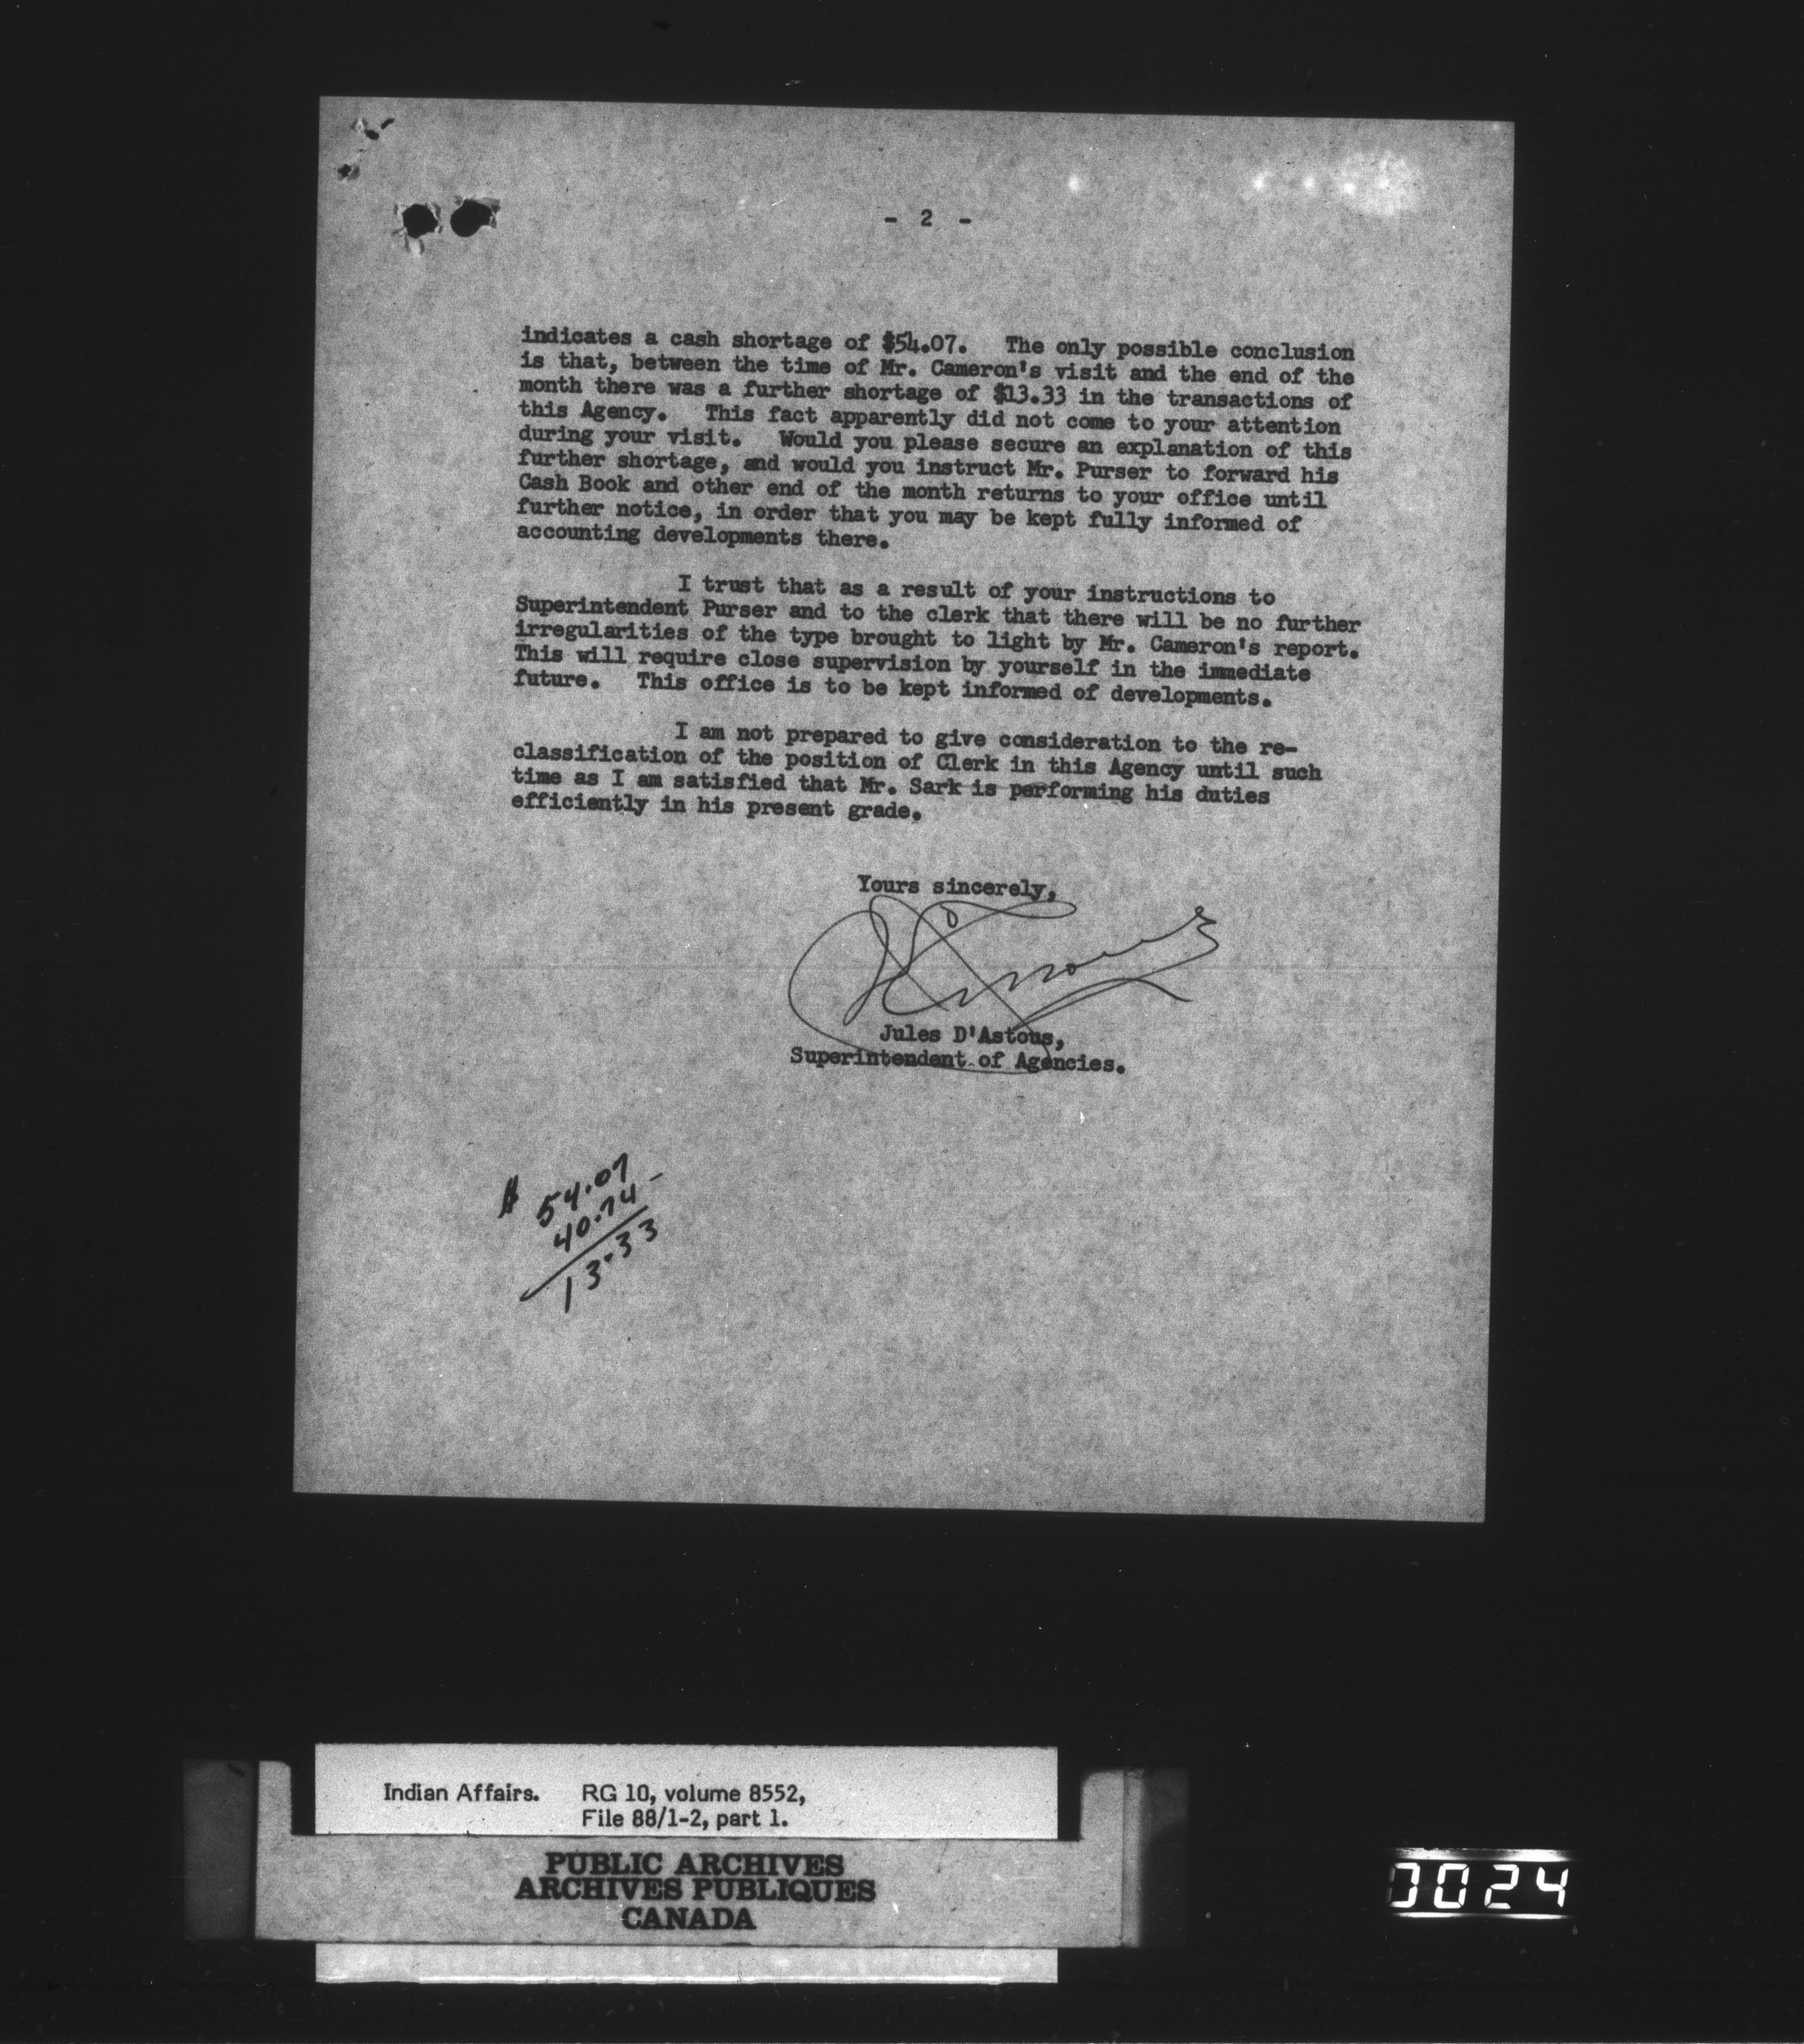 - 2 -
indicates a cash shortage of $54.07. The only possible conclusion
is that, between the time of Mr. Cameron's visit and the end of the
month there was a further shortage of $13.33 in the transactions of
this Agency. This fact apparently did not come to your attention
during your visit. Would you please secure an explanation of this
further shortage, and would you instruct Mr. Purser to forward his
Cash Book and other end of the month returns to your office until
further notice, in order that you may be kept fully informed of
accounting developments there.
I trust that as a result of your instructions to
Superintendent Purser and to the clerk that there will be no further
irregularities of the type brought to light by Mr. Cameron's report.
This will require close supervision by yourself in the immediate
future. This office is to be kept informed of developments.
I am not prepared to give consideration to the re-
classification of the position of Clerk in this Agency until such
time as I am satisfied that Mr. Sark is performing his duties
efficiently in his present grade.
Yours sincerely,
Jules D'Astous,
Superintendent of Agencies.
$ 54.07
40.74 -
13.33
Indian Affairs. RG 10, volume 8552,
File 88/1-2, part 1.
PUBLIC ARCHIVES
ARCHIVES PUBLIQUES
CANADA
0024